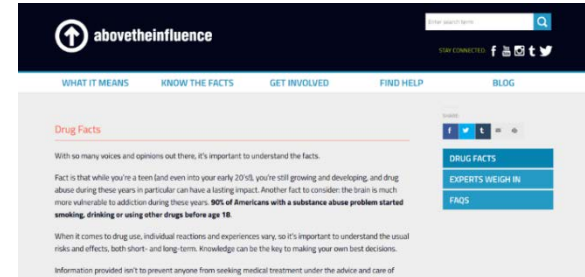 abovetheinfluence
Enter search term
STAY CONNECTED:
WHAT IT MEANS
KNOW THE FACTS
GET INVOLVED
FIND HELP
BLOG
Drug Facts
SHARE
With so many voices and opinions out there, it's important to understand the facts.
DRUG FACTS
Fact is that while you're a teen (and even into your early 20's!), you're still growing and developing, and drug
abuse during these years in particular can have a lasting impact. Another fact to consider: the brain is much
more vulnerable to addiction during these years. 90% of Americans with a substance abuse problem started
smoking, drinking or using other drugs before age 18.
EXPERTS WEIGH IN
FAQS
When it comes to drug use, individual reactions and experiences vary, so it's important to understand the usual
risks and effects, both short- and long-term. Knowledge can be the key to making your own best decisions.
Information provided isn't to prevent anyone from seeking medical treatment under the advice and care of